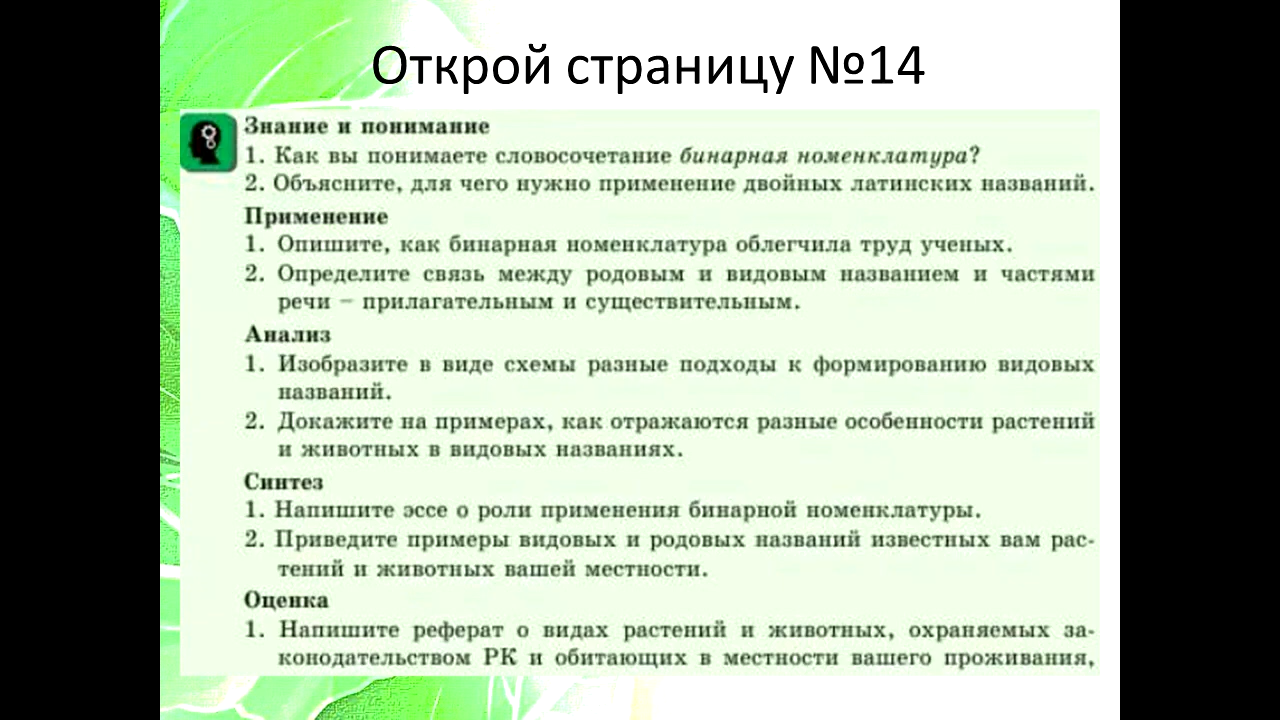 Открой страницу №14
Знание и понимание
1. Как вы понимаете словосочетание бинарная номенклатура?
2. Объясните, для чего нужно применение двойных латинских названий.
Применение
1. Опишите, как бинарная номенклатура облегчила труд ученых.
2. Определите связь между родовым и видовым названием и частями
речи – прилагательным и существительным.
Анализ
1. Изобразите в виде схемы разные подходы к формированию видовых
названий.
2. Докажите на примерах, как отражаются разные особенности растений
и животных в видовых названиях.
Синтез
1. Напишите эссе о роли применения бинарной номенклатуры.
2. Приведите примеры видовых и родовых названий известных вам рас-
тений и животных вашей местности.
Оценка
1. Напишите реферат о видах растений и животных, охраняемых за-
конодательством РК и обитающих в местности вашего проживания,